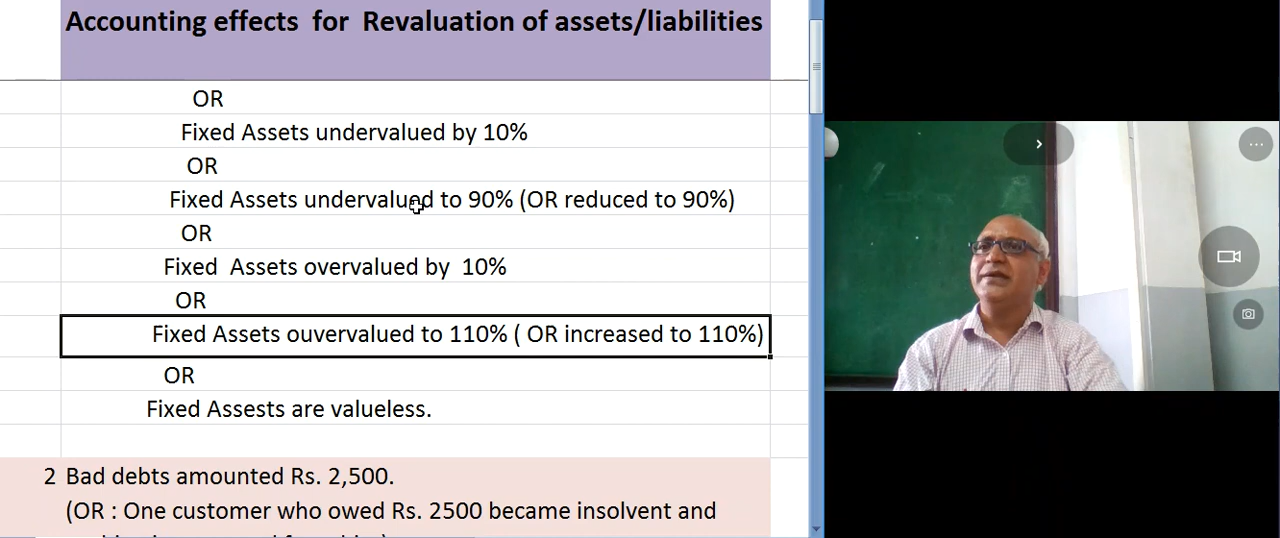 Accounting effects for Revaluation of assets/liabilities
OR
Fixed Assets undervalued by 10%
OR
Fixed Assets undervalued to 90% (OR reduced to 90%)
OR
Fixed Assets overvalued by 10%
OR
Fixed Assets ouvervalued to 110% ( OR increased to 110%)
OR
Fixed Assests are valueless.
2 Bad debts amounted Rs. 2,500.
(OR : One customer who owed Rs. 2500 became insolvent and